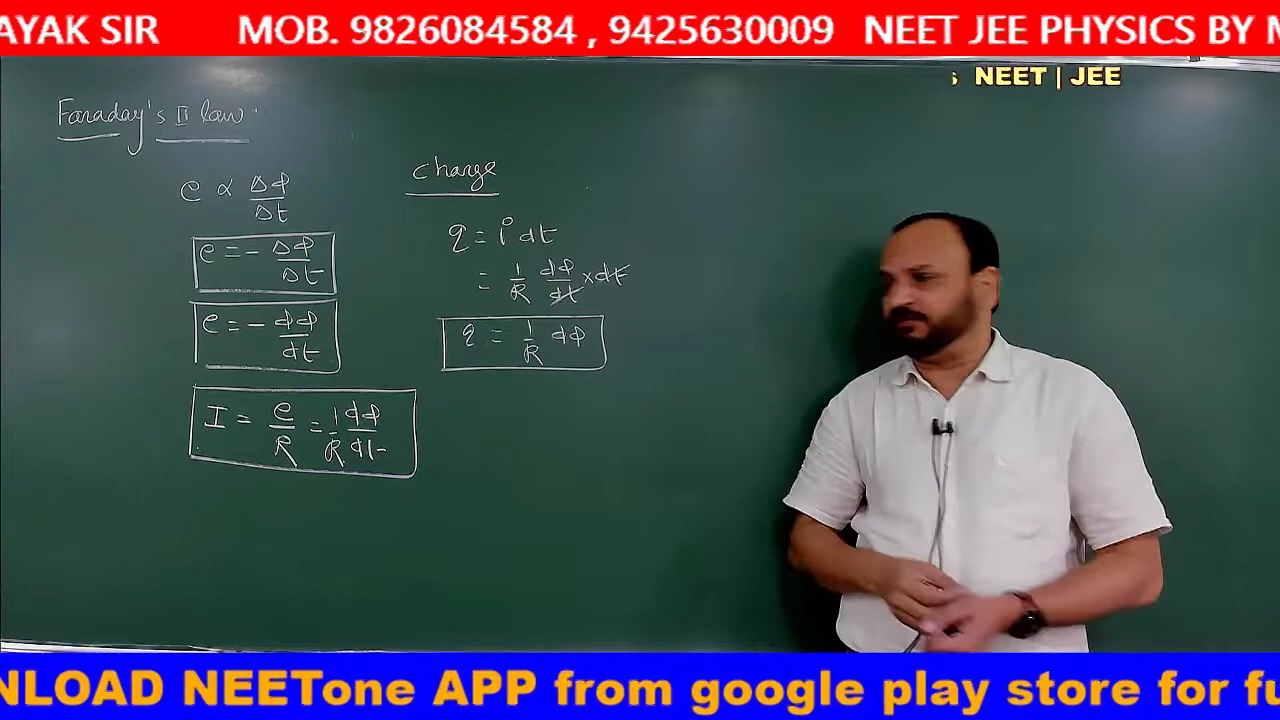 AYAK SIR MOB. 9826084584 , 9425630009 NEET JEE PHYSICS BY M
s NEET | JEE
Faraday's II law.
e ∝ Δφ/Δt
e = - Δφ/Δt
e = - dφ/dt
I = e/R = 1/R dφ/dt
charge
q = i dt
= 1/R dφ/dt × dt
q = 1/R dφ
NLOAD NEETone APP from google play store for fu